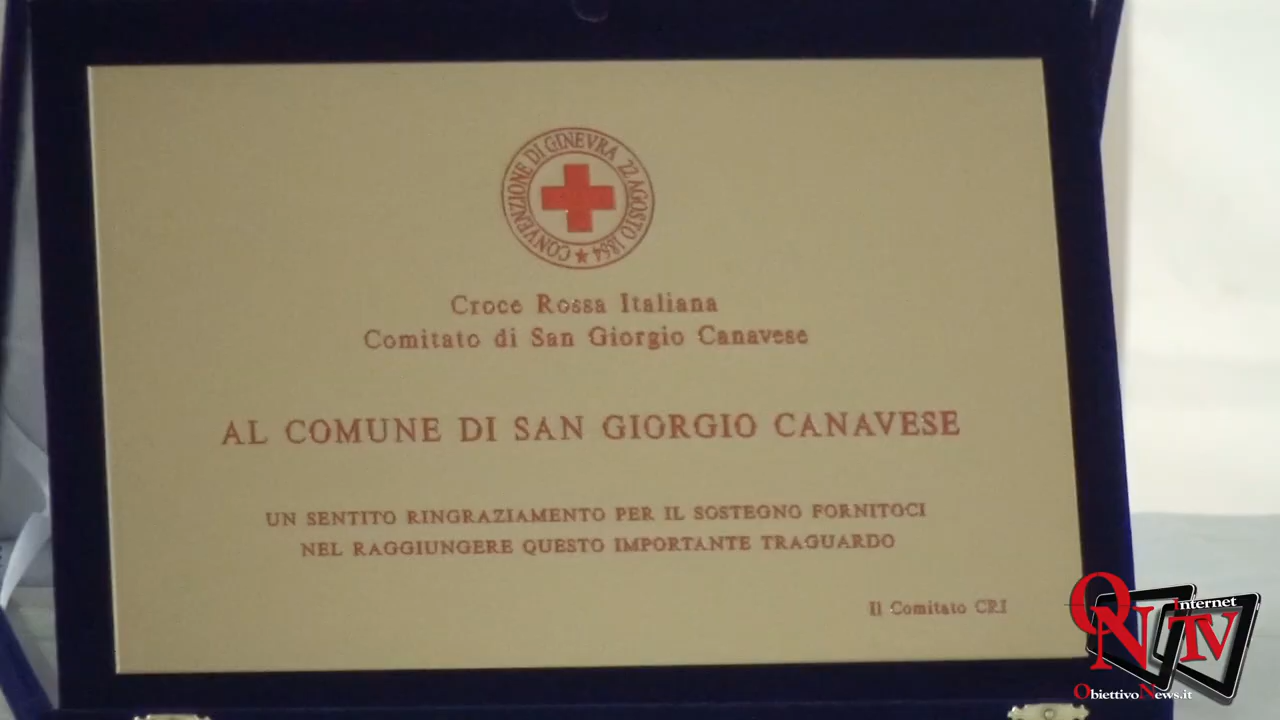 CONVENZIONE DI GINEVRA 22 AGOSTO 1864
Croce Rossa Italiana
Comitato di San Giorgio Canavese
AL COMUNE DI SAN GIORGIO CANAVESE
UN SENTITO RINGRAZIAMENTO PER IL SOSTEGNO FORNITOCI
NEL RAGGIUNGERE QUESTO IMPORTANTE TRAGUARDO
Il Comitato CRI
ON Internet
TV
ObiettivoNews.it